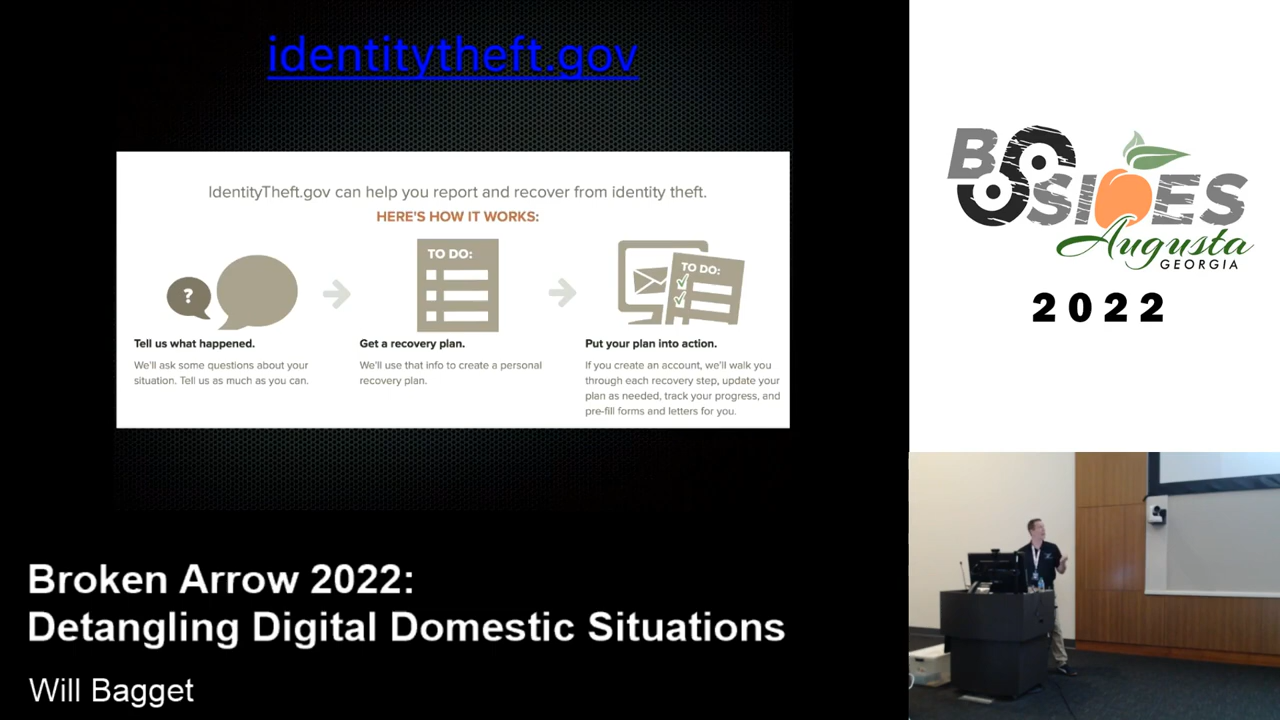 identitytheft.gov
IdentityTheft.gov can help you report and recover from identity theft.
HERE'S HOW IT WORKS:
?
TO DO:
TO DO:
Tell us what happened.
We'll ask some questions about your
situation. Tell us as much as you can.
Get a recovery plan.
We'll use that info to create a personal
recovery plan.
Put your plan into action.
If you create an account, we'll walk you
through each recovery step, update your
plan as needed, track your progress, and
pre-fill forms and letters for you.
Broken Arrow 2022:
Detangling Digital Domestic Situations
Will Bagget
BSIDES
Augusta
GEORGIA
2022